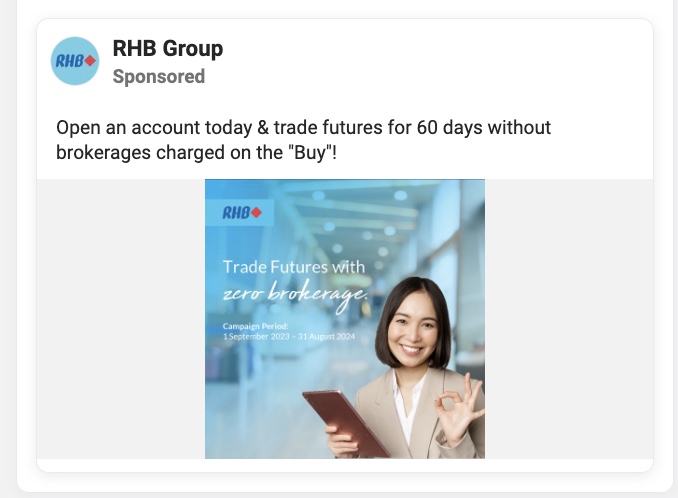 RHB
RHB Group
Sponsored
Open an account today & trade futures for 60 days without
brokerages charged on the "Buy"!
RHB
Trade Futures with
zero brokerage.
Campaign Period:
1 September 2023 – 31 August 2024